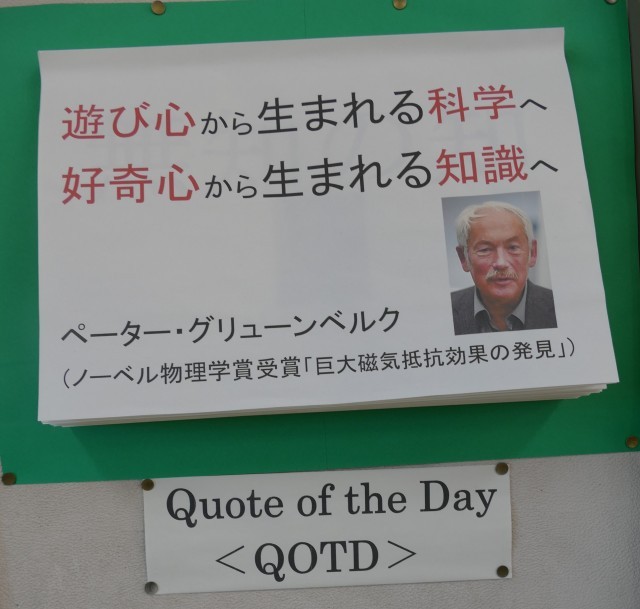 遊び心から生まれる科学へ
好奇心から生まれる知識へ
ペーター・グリューンベルク
（ノーベル物理学賞受賞「巨大磁気抵抗効果の発見」）
Quote of the Day
＜QOTD＞